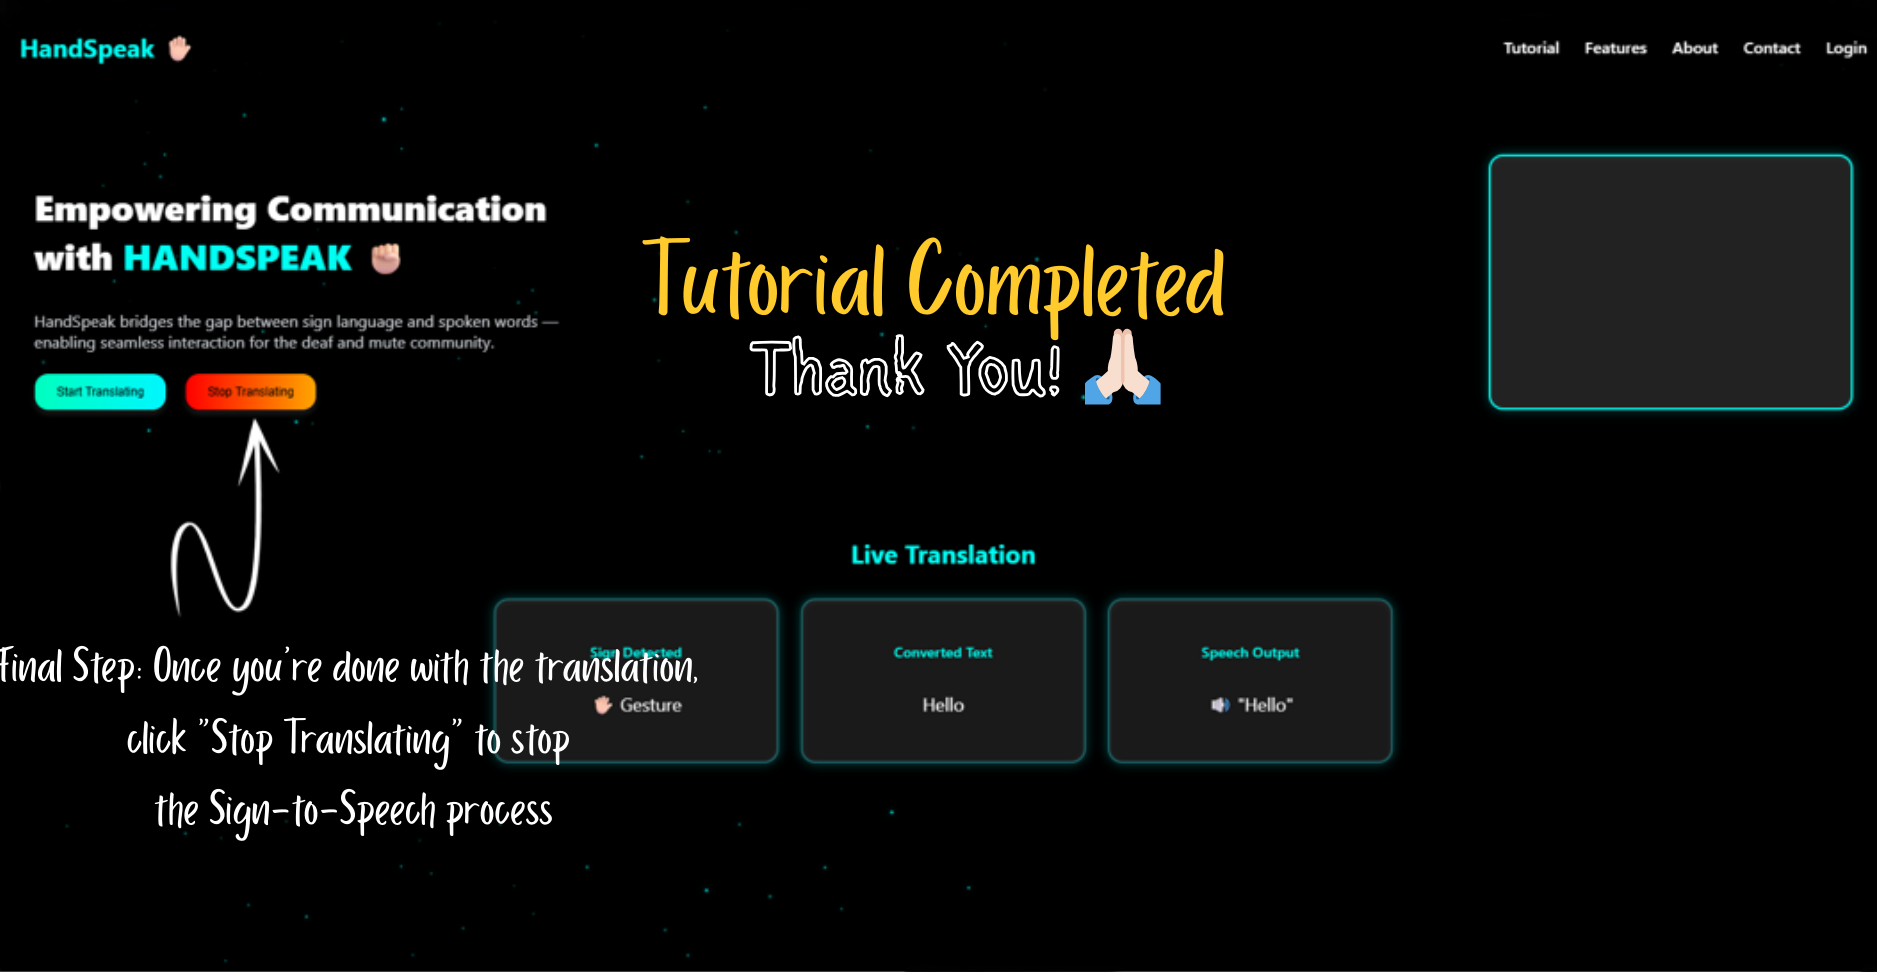 HandSpeak
Tutorial Features About Contact Login
Empowering Communication
with HANDSPEAK
HandSpeak bridges the gap between sign language and spoken words —
enabling seamless interaction for the deaf and mute community.
Start Translating Stop Translating
Tutorial Completed
Thank You!
Live Translation
Sign Detected
Gesture
Converted Text
Hello
Speech Output
"Hello"
Final Step: Once you're done with the translation,
click "Stop Translating" to stop
the Sign-to-Speech process